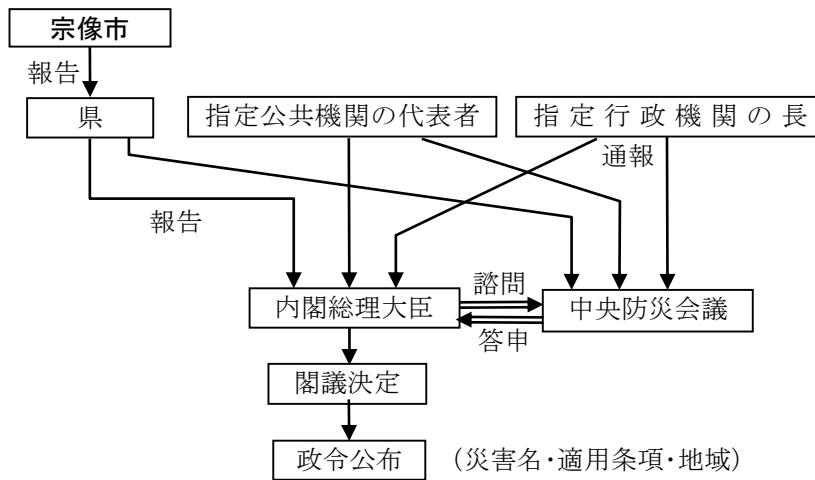 宗像市
報告
県
指定公共機関の代表者
指定行政機関の長
通報
報告
諮問
内閣総理大臣
中央防災会議
答申
閣議決定
政令公布
（災害名・適用条項・地域）